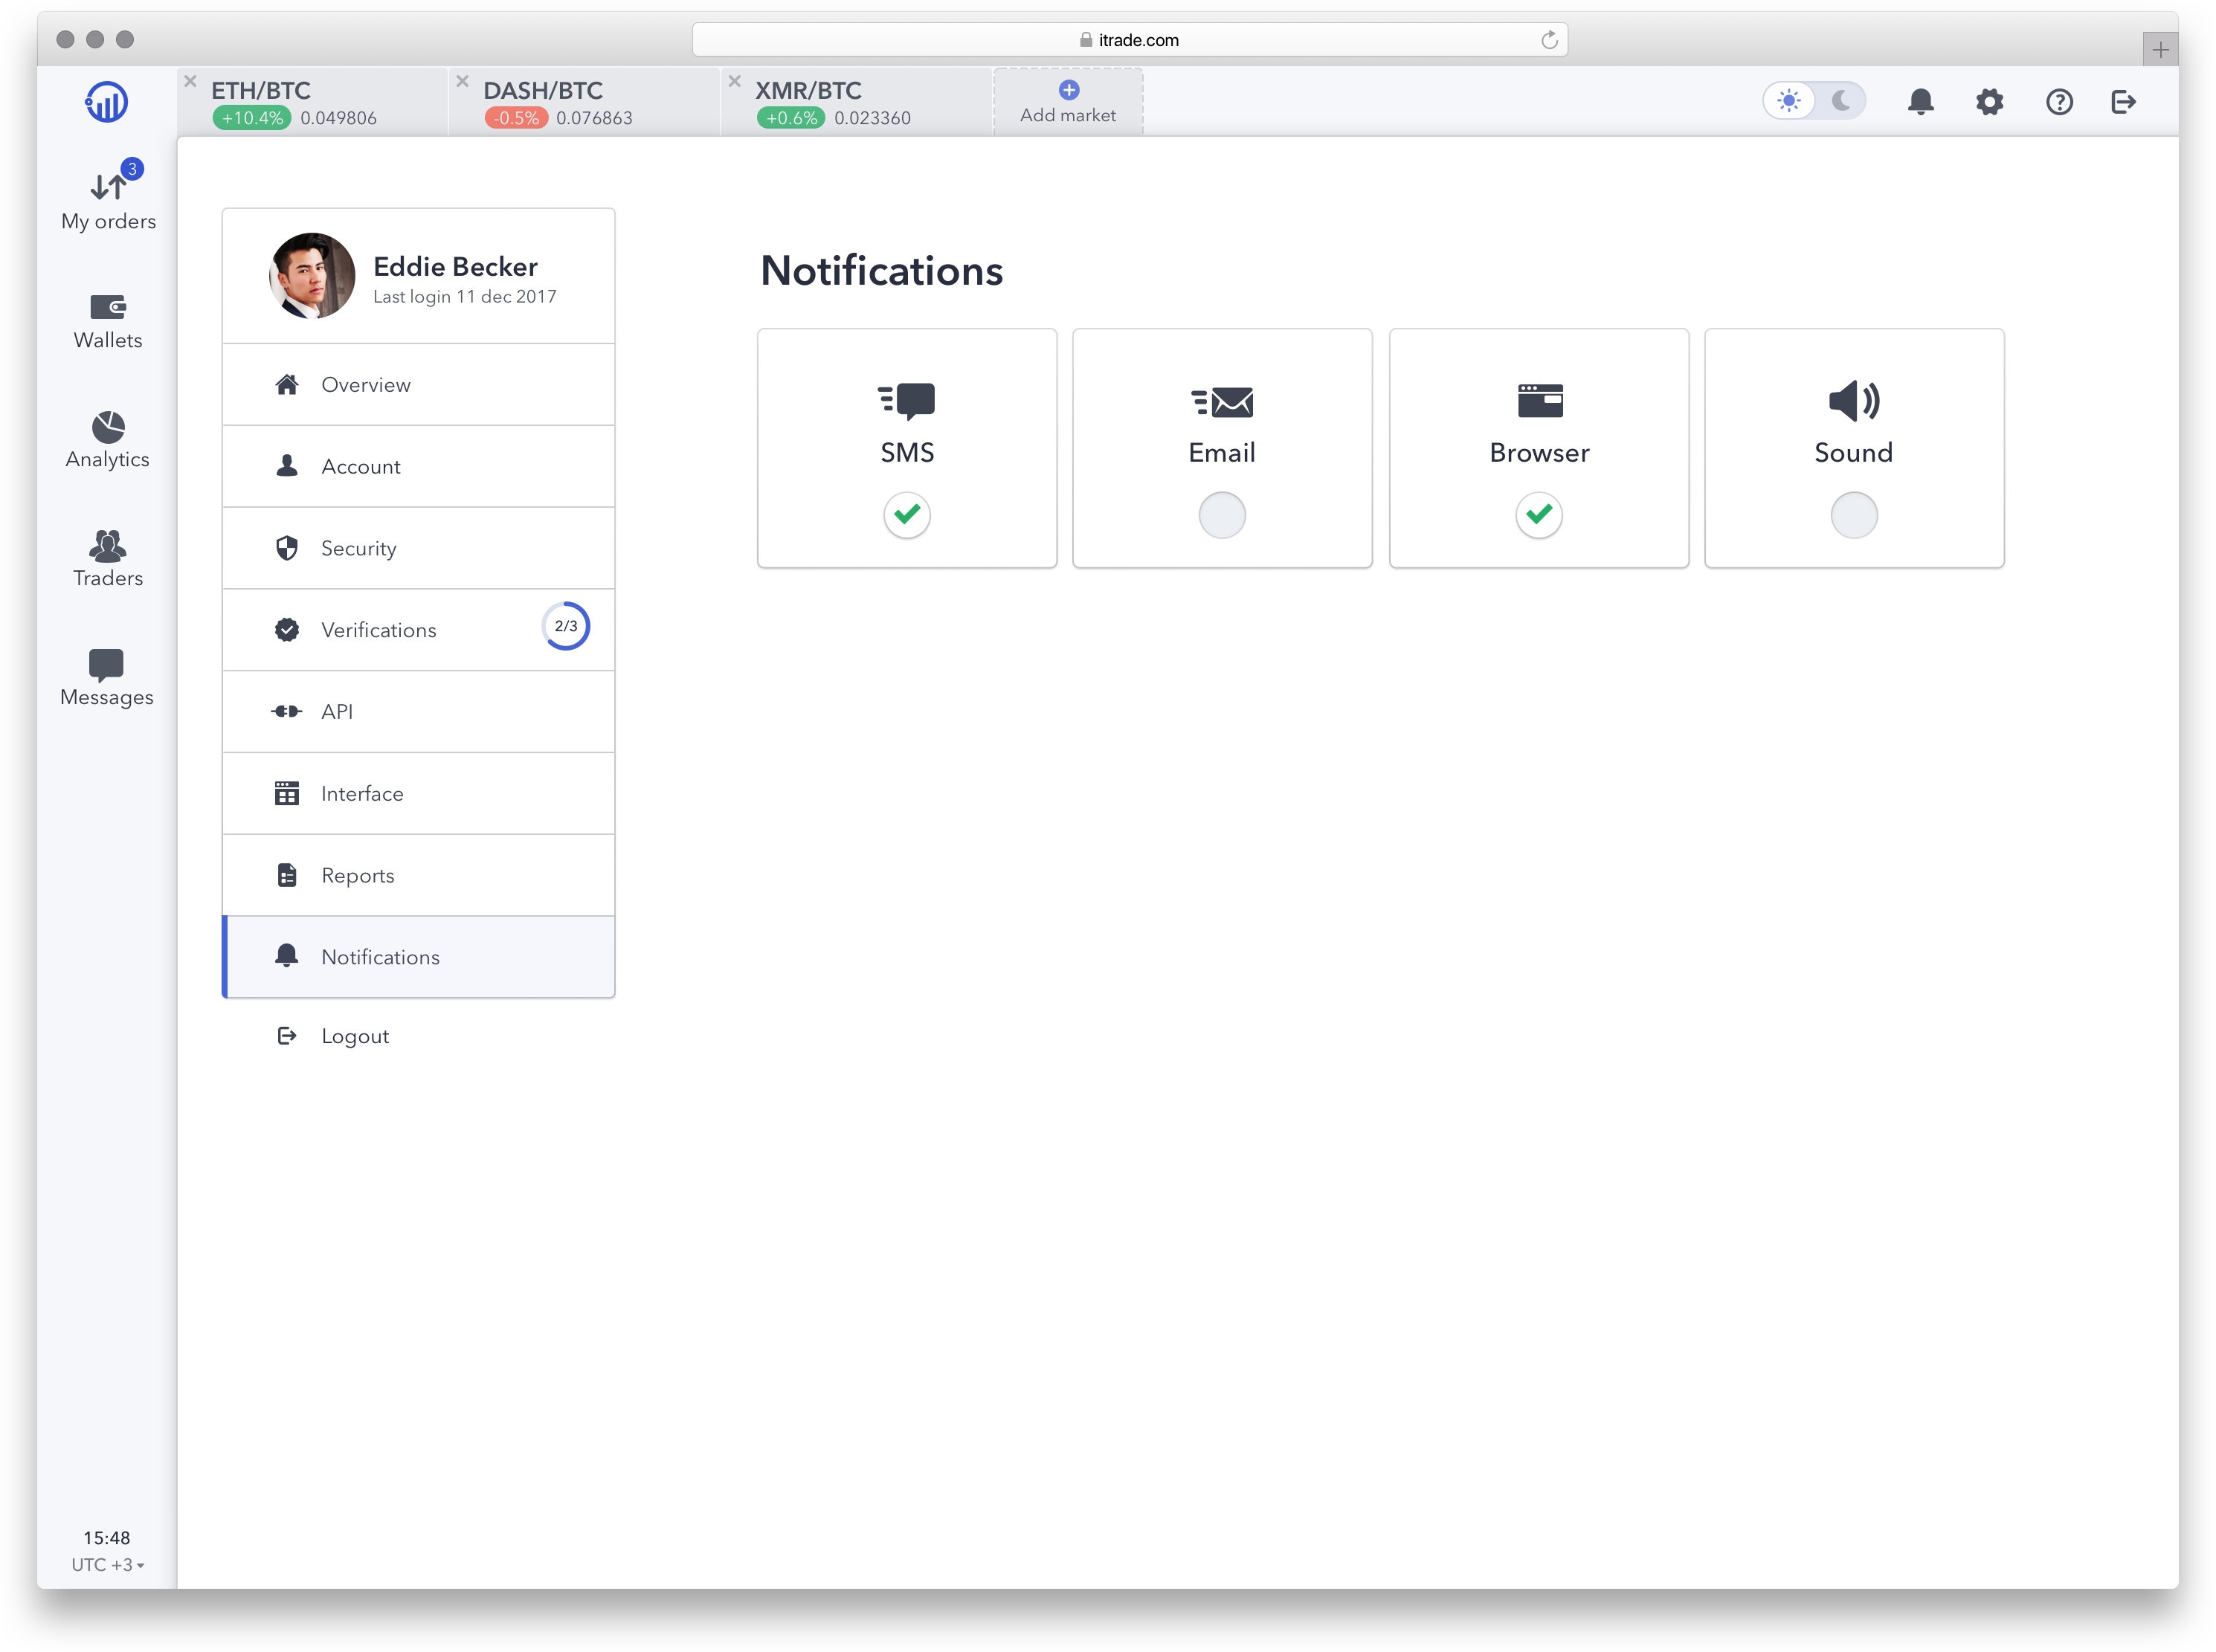 itrade.com
ETH/BTC
+10.4% 0.049806
DASH/BTC
-0.5% 0.076863
XMR/BTC
+0.6% 0.023360
Add market
3
My orders
Wallets
Analytics
Traders
Messages
15:48
UTC +3
Eddie Becker
Last login 11 dec 2017
Overview
Account
Security
Verifications 2/3
API
Interface
Reports
Notifications
Logout
Notifications
SMS
Email
Browser
Sound